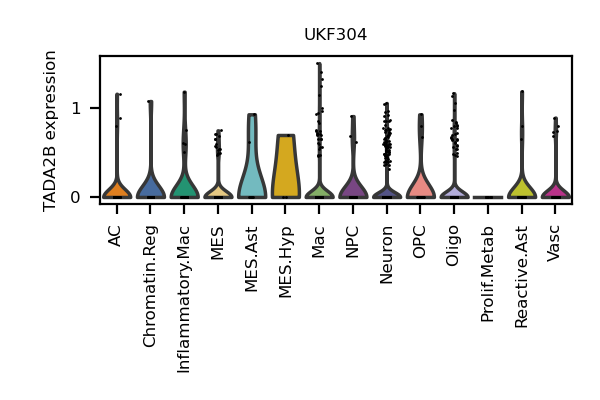 UKF304
TADA2B expression
1
0
AC
Chromatin.Reg
Inflammatory.Mac
MES
MES.Ast
MES.Hyp
Mac
NPC
Neuron
OPC
Oligo
Prolif.Metab
Reactive.Ast
Vasc